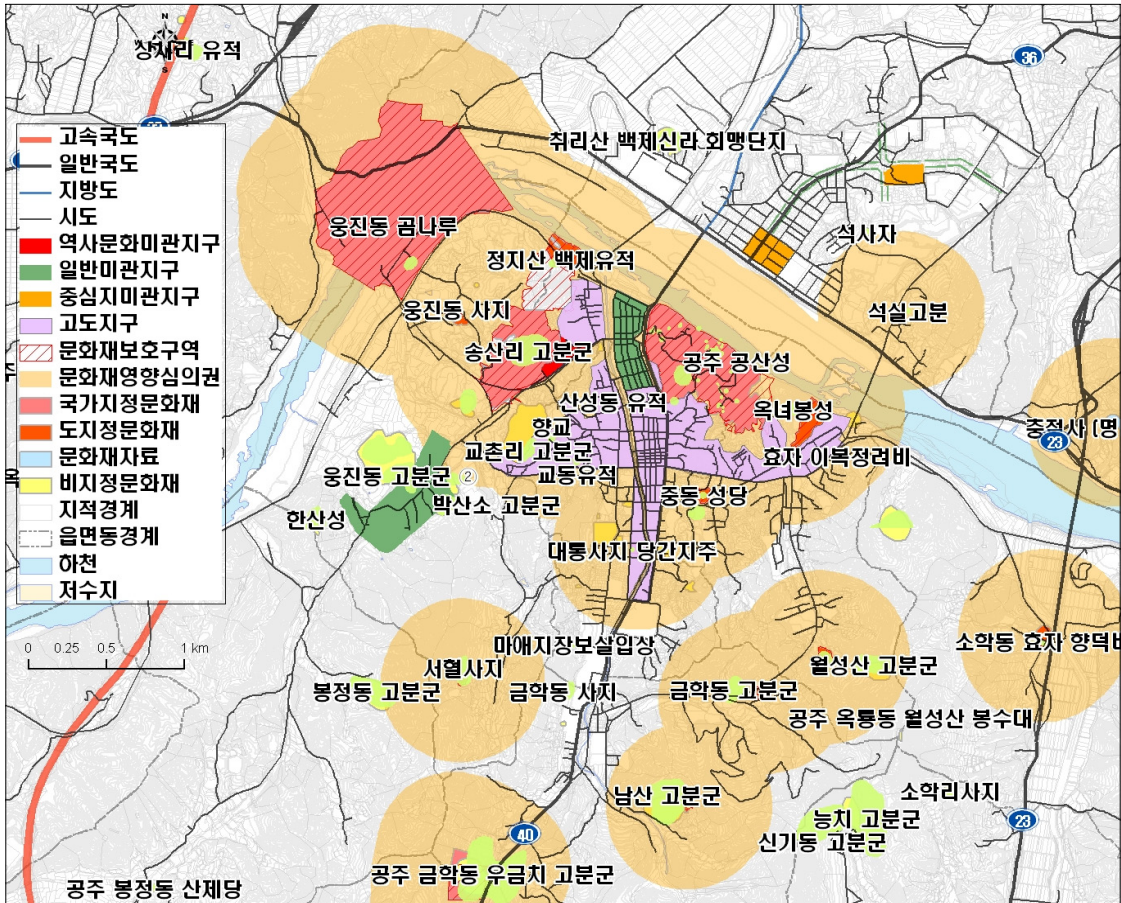 N
W
S
상서리 유적
36
취리산 백제신라 회맹단지
고속국도
일반국도
지방도
시도
역사문화미관지구
일반미관지구
중심지미관지구
고도지구
문화재보호구역
문화재영향심의권
국가지정문화재
도지정문화재
문화재자료
비지정문화재
지적경계
읍면동경계
하천
저수지
웅진동 곰나루
석사자
정지산 백제유적
웅진동 사지
석실고분
송산리 고분군
공주 공산성
산성동 유적
옥녀봉성
향교
충절사 (명
23
교촌리 고분군
효자 이복정려비
교동유적
웅진동 고분군
2
중동 성당
박산소 고분군
한산성
대통사지 당간지주
0 0.25 0.5 1 km
마애지장보살입상
소학동 효자 향덕비
서혈사지
월성산 고분군
봉정동 고분군
금학동 사지
금학동 고분군
공주 옥룡동 월성산 봉수대
남산 고분군
소학리사지
능치 고분군
23
신기동 고분군
40
공주 금학동 우금치 고분군
공주 봉정동 산제당